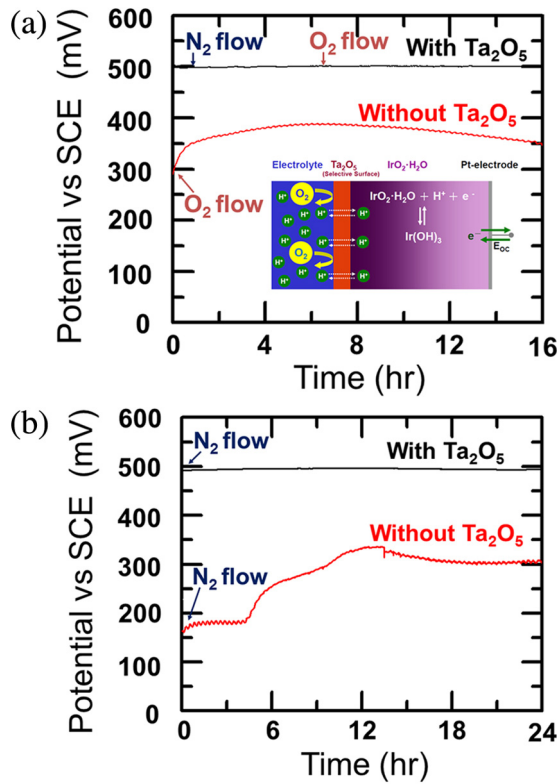 (a)
Potential vs SCE (mV)
600
500
400
300
200
100
0
N₂ flow
O₂ flow
With Ta₂O₅
Without Ta₂O₅
O₂ flow
Electrolyte
Ta₂O₅
(Selective Surface)
IrO₂·H₂O
Pt-electrode
H⁺
O₂
H⁺
H⁺
H⁺
H⁺
H⁺
H⁺
H⁺
H⁺
H⁺
H⁺
O₂
H⁺
H⁺
H⁺
H⁺
IrO₂·H₂O + H⁺ + e⁻
Ir(OH)₃
e⁻
E_OC
0
4
8
12
16
Time (hr)
(b)
Potential vs SCE (mV)
600
500
400
300
200
100
0
N₂ flow
With Ta₂O₅
Without Ta₂O₅
N₂ flow
0
6
12
18
24
Time (hr)